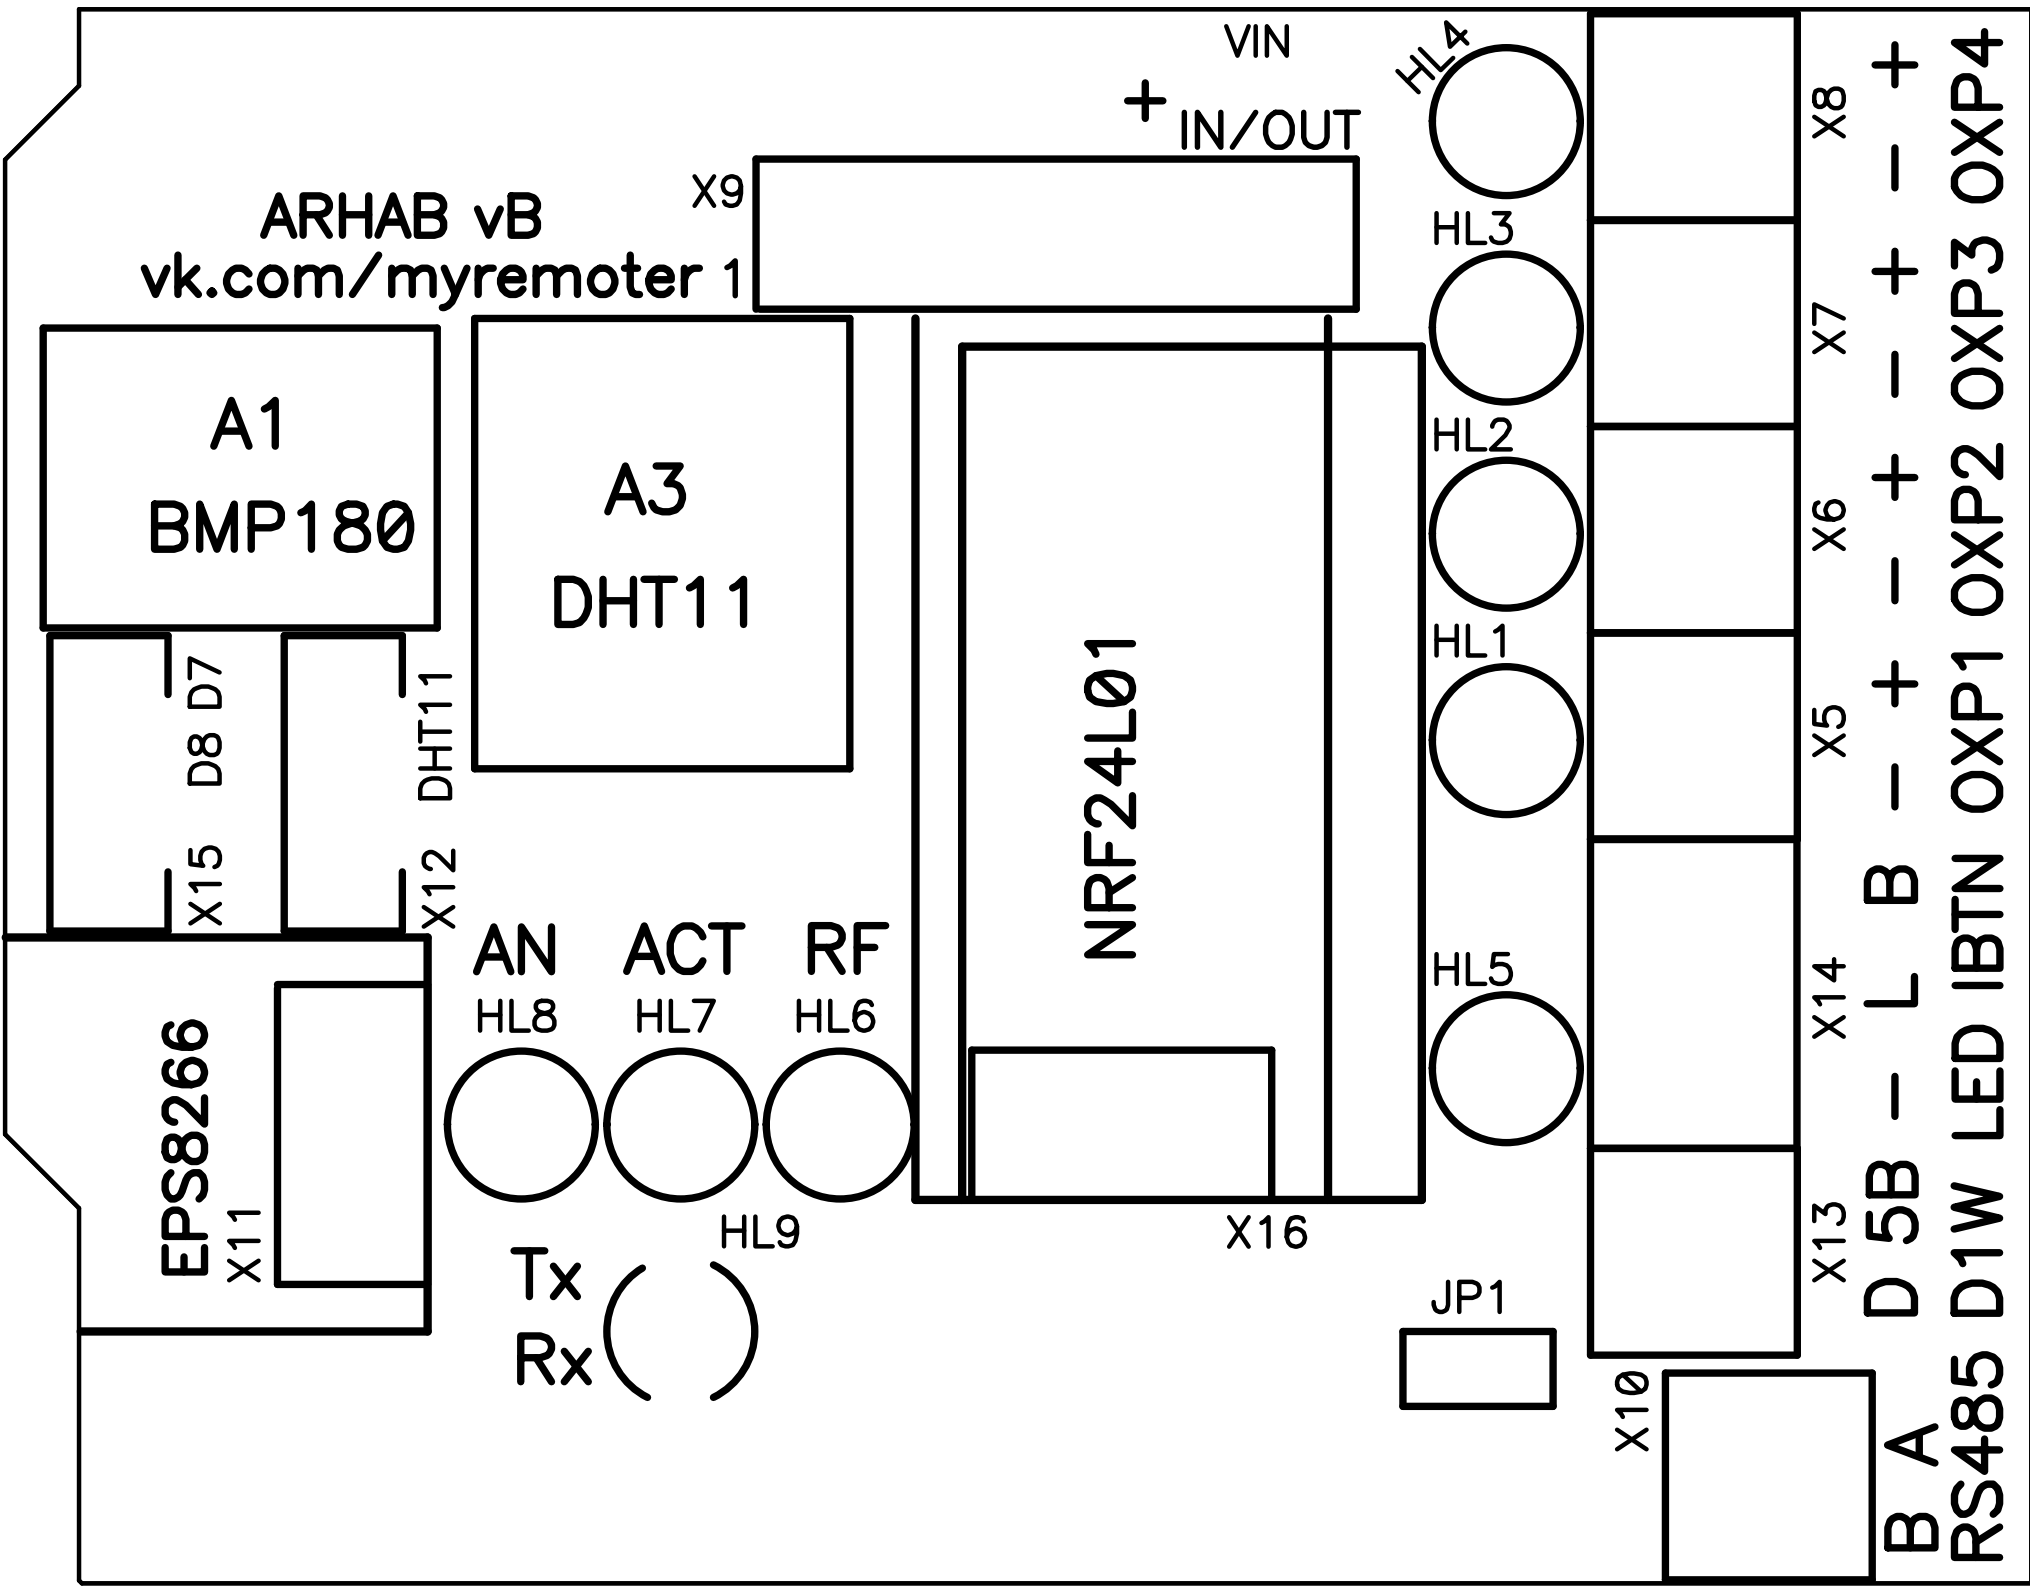 VIN
+ IN/OUT
X9
ARHAB vB
vk.com/myremoter 1
A1
BMP180
A3
DHT11
D8 D7
X15
DHT11
X12
EPS8266
X11
AN ACT RF
HL8 HL7 HL6
HL9
Tx
Rx
NRF24L01
X16
HL4
HL3
HL2
HL1
HL5
JP1
X8
X7
X6
X5
X14
X13
X10
B A
D 5B - L B - + - + - + - +
RS485 D1W LED IBTN OXP1 OXP2 OXP3 OXP4